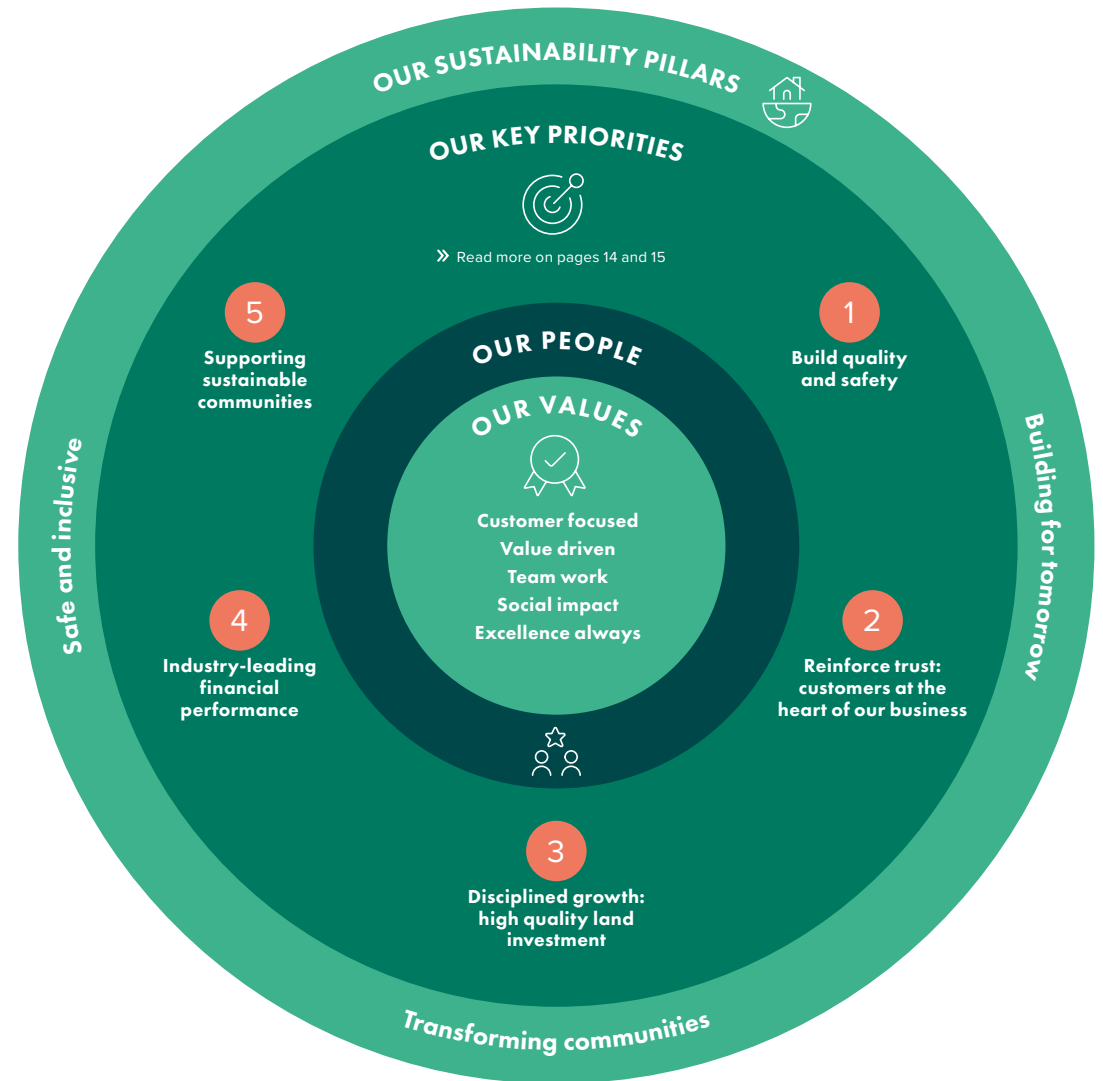 OUR SUSTAINABILITY PILLARS
OUR KEY PRIORITIES
» Read more on pages 14 and 15
1
Build quality
and safety
2
Reinforce trust:
customers at the
heart of our business
3
Disciplined growth:
high quality land
investment
4
Industry-leading
financial
performance
5
Supporting
sustainable
communities
OUR PEOPLE
OUR VALUES
Customer focused
Value driven
Team work
Social impact
Excellence always
Building for tomorrow
Transforming communities
Safe and inclusive